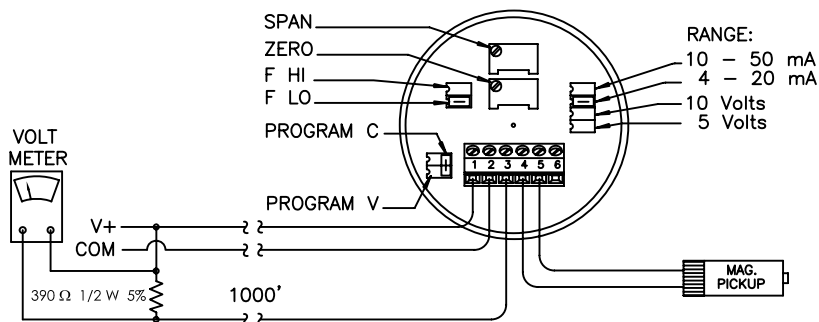 SPAN
ZERO
F HI
F LO
PROGRAM C
PROGRAM V
RANGE:
10 - 50 mA
4 - 20 mA
10 Volts
5 Volts
1 2 3 4 5 6
VOLT
METER
V+
COM
390 Ω 1/2 W 5%
1000'
MAG.
PICKUP